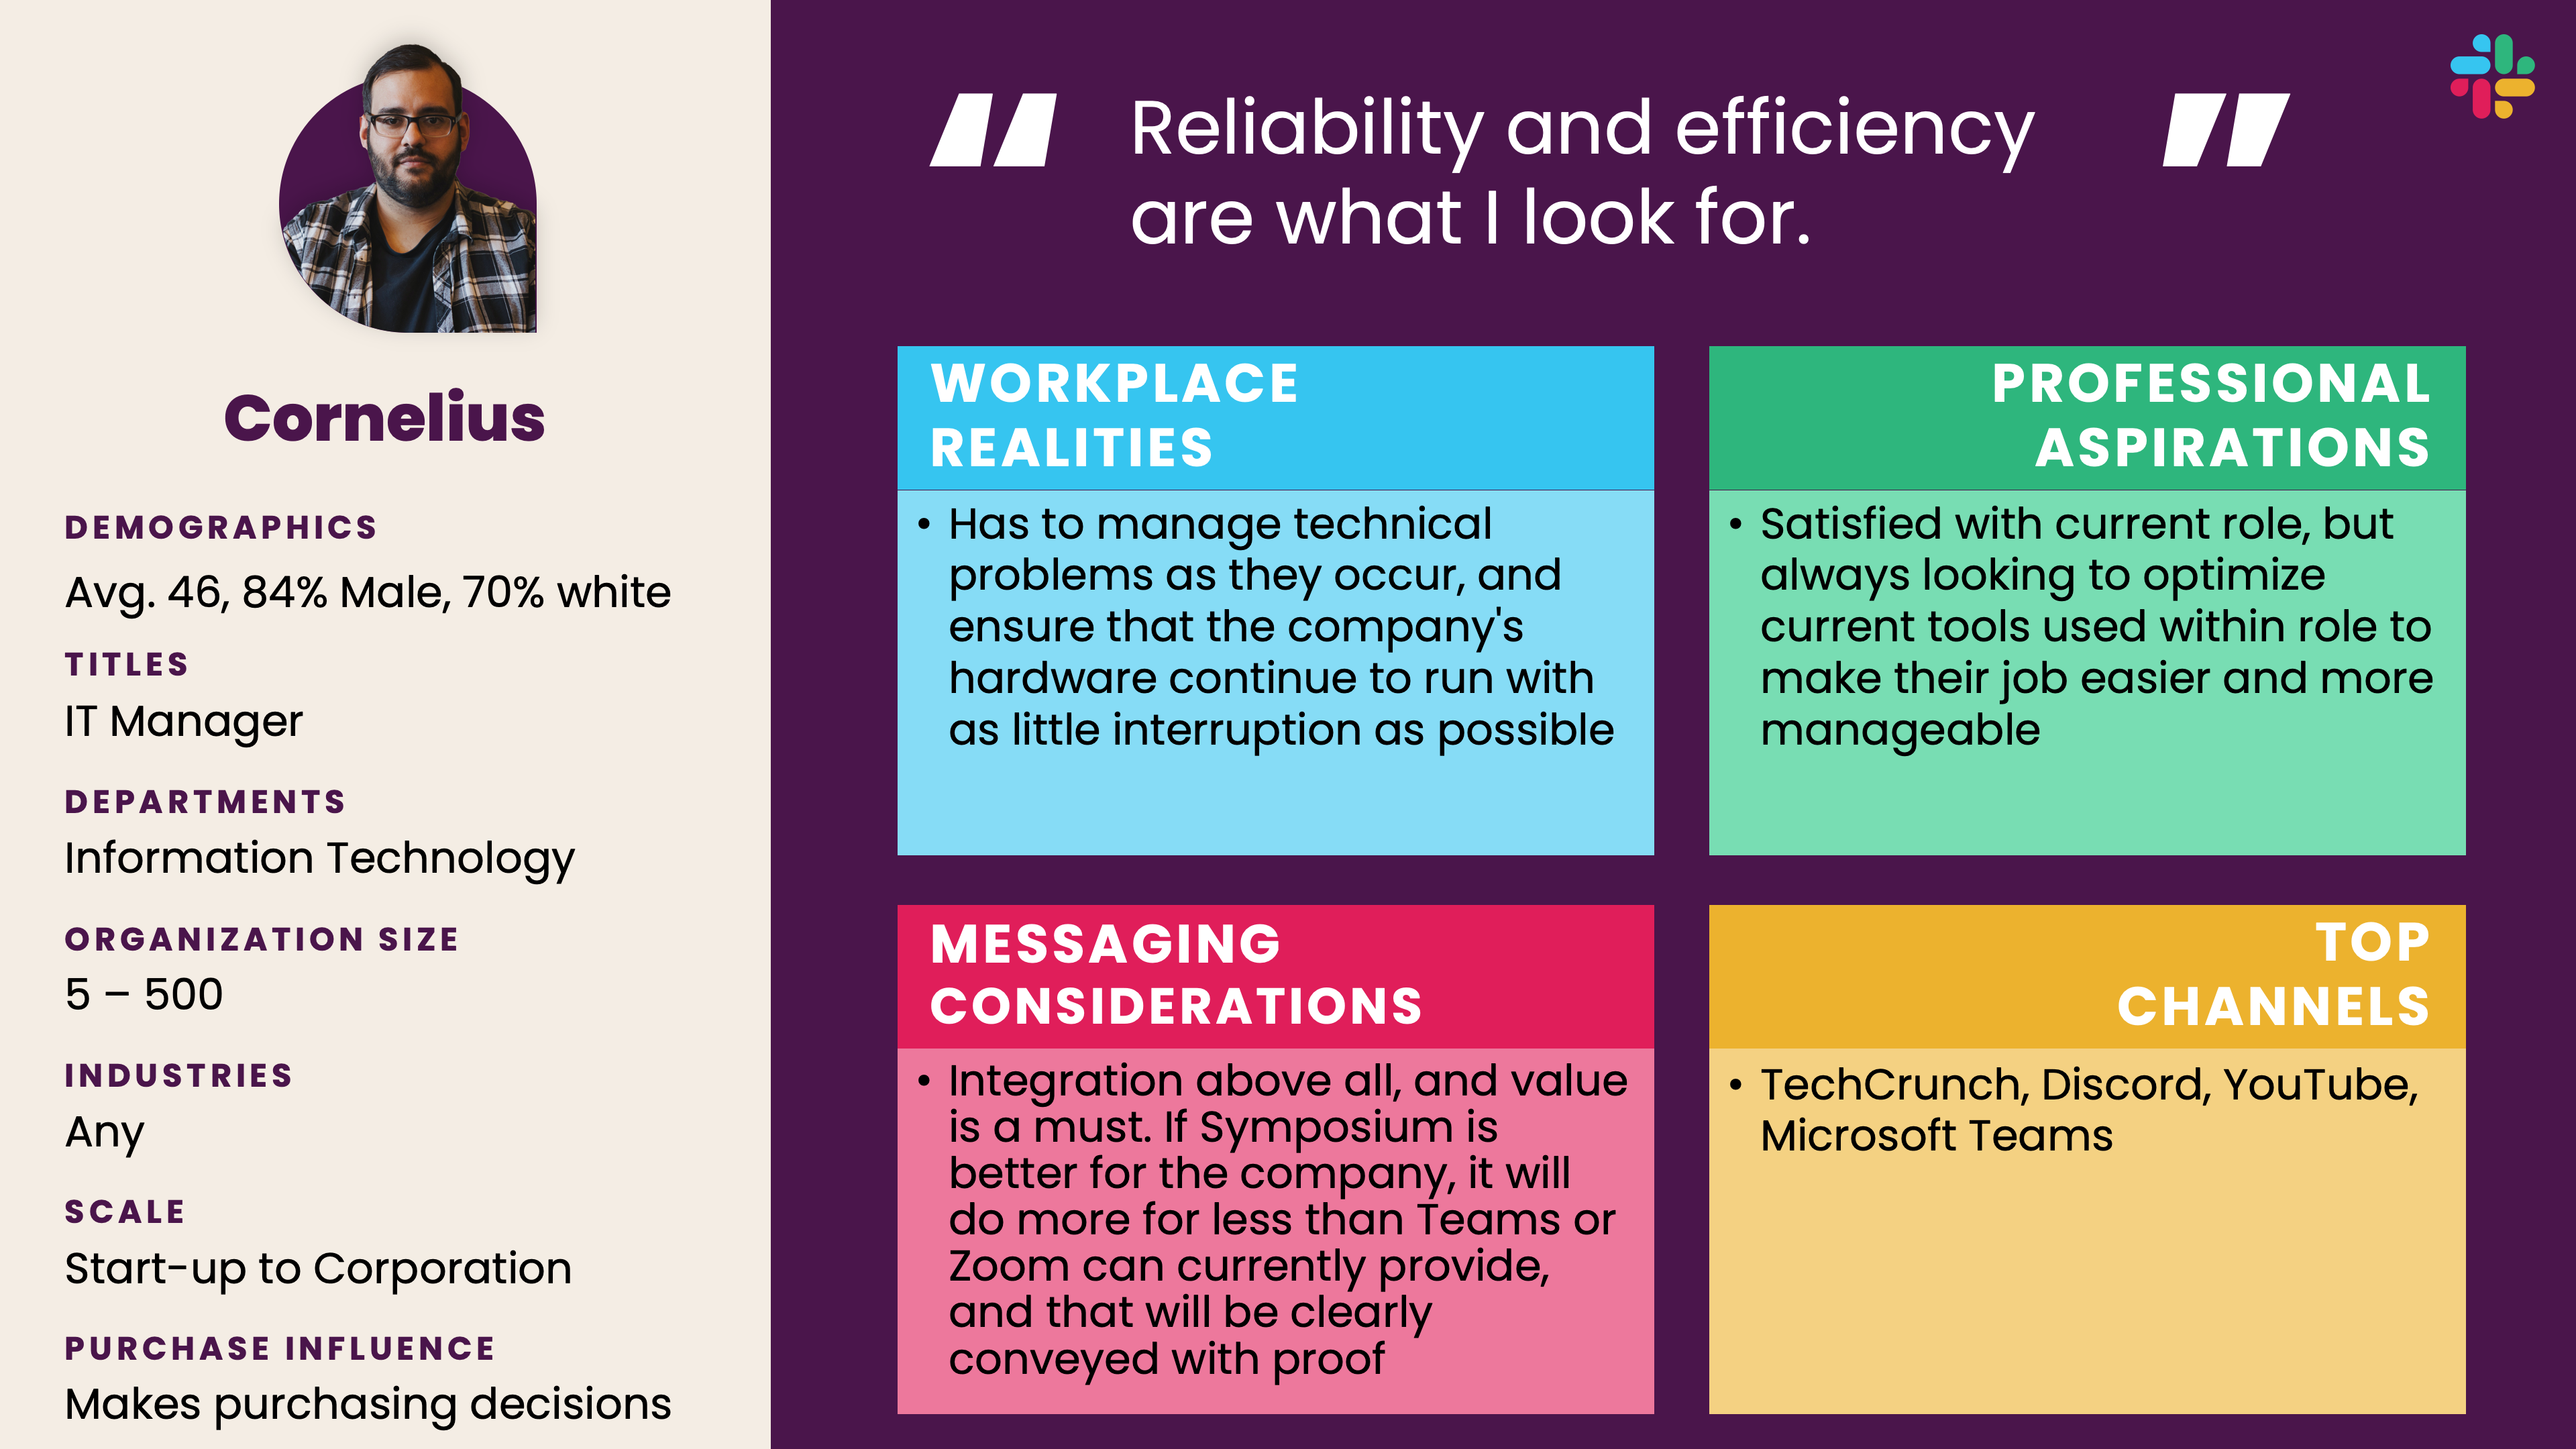 Cornelius
DEMOGRAPHICS
Avg. 46, 84% Male, 70% white
TITLES
IT Manager
DEPARTMENTS
Information Technology
ORGANIZATION SIZE
5 – 500
INDUSTRIES
Any
SCALE
Start-up to Corporation
PURCHASE INFLUENCE
Makes purchasing decisions
" Reliability and efficiency "
are what I look for.
WORKPLACE
REALITIES
• Has to manage technical
problems as they occur, and
ensure that the company's
hardware continue to run with
as little interruption as possible
PROFESSIONAL
ASPIRATIONS
• Satisfied with current role, but
always looking to optimize
current tools used within role to
make their job easier and more
manageable
MESSAGING
CONSIDERATIONS
• Integration above all, and value
is a must. If Symposium is
better for the company, it will
do more for less than Teams or
Zoom can currently provide,
and that will be clearly
conveyed with proof
TOP
CHANNELS
• TechCrunch, Discord, YouTube,
Microsoft Teams